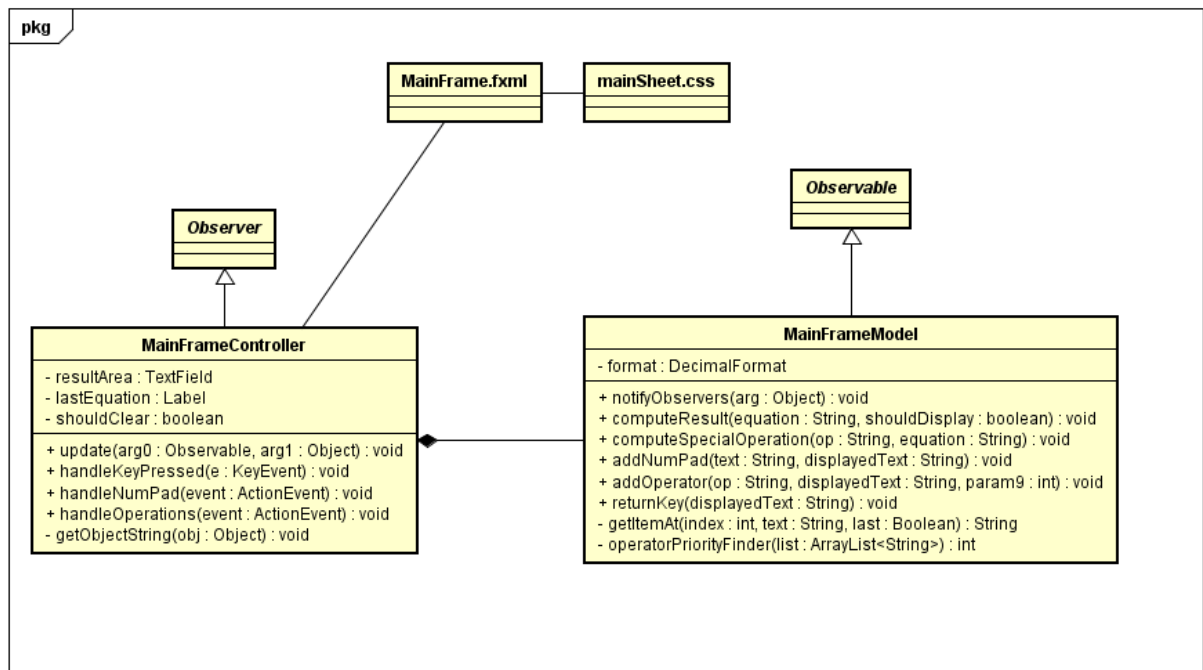 pkg
MainFrame.fxml
mainSheet.css
Observable
Observer
MainFrameController
- resultArea : TextField
- lastEquation : Label
- shouldClear : boolean
+ update(arg0 : Observable, arg1 : Object) : void
+ handleKeyPressed(e : KeyEvent) : void
+ handleNumPad(event : ActionEvent) : void
+ handleOperations(event : ActionEvent) : void
- getObjectString(obj : Object) : void
MainFrameModel
- format : DecimalFormat
+ notifyObservers(arg : Object) : void
+ computeResult(equation : String, shouldDisplay : boolean) : void
+ computeSpecialOperation(op : String, equation : String) : void
+ addNumPad(text : String, displayedText : String) : void
+ addOperator(op : String, displayedText : String, param9 : int) : void
+ returnKey(displayedText : String) : void
- getItemAt(index : int, text : String, last : Boolean) : String
- operatorPriorityFinder(list : ArrayList<String>) : int